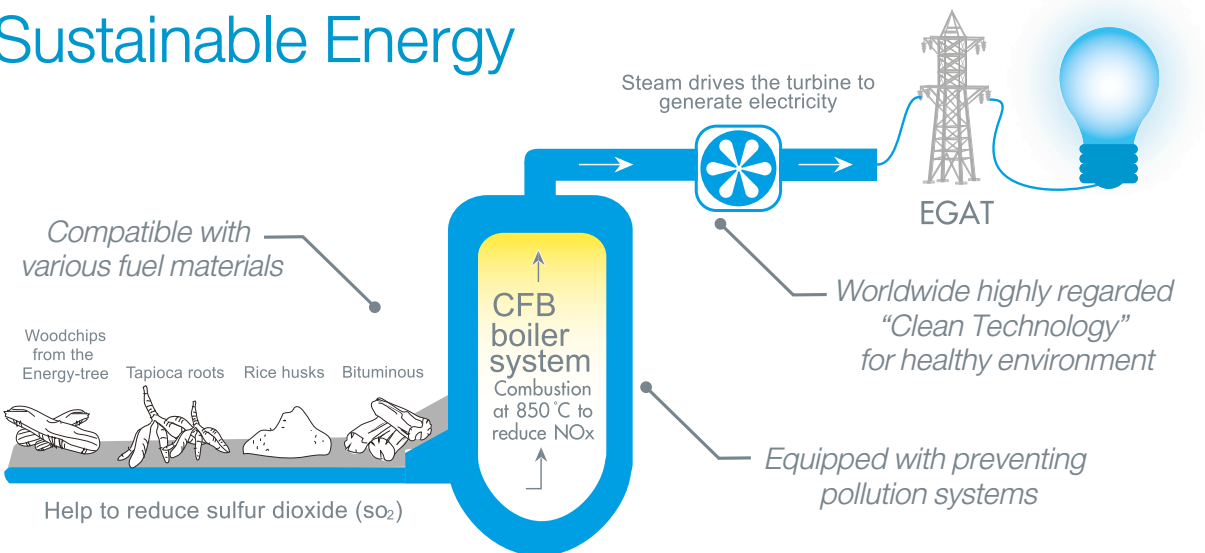 Sustainable Energy
Steam drives the turbine to
generate electricity
EGAT
Compatible with
various fuel materials
Woodchips
from the
Energy-tree
Tapioca roots
Rice husks
Bituminous
CFB
boiler
system
Combustion
at 850 °C to
reduce NOx
Worldwide highly regarded
“Clean Technology”
for healthy environment
Equipped with preventing
pollution systems
Help to reduce sulfur dioxide (so₂)